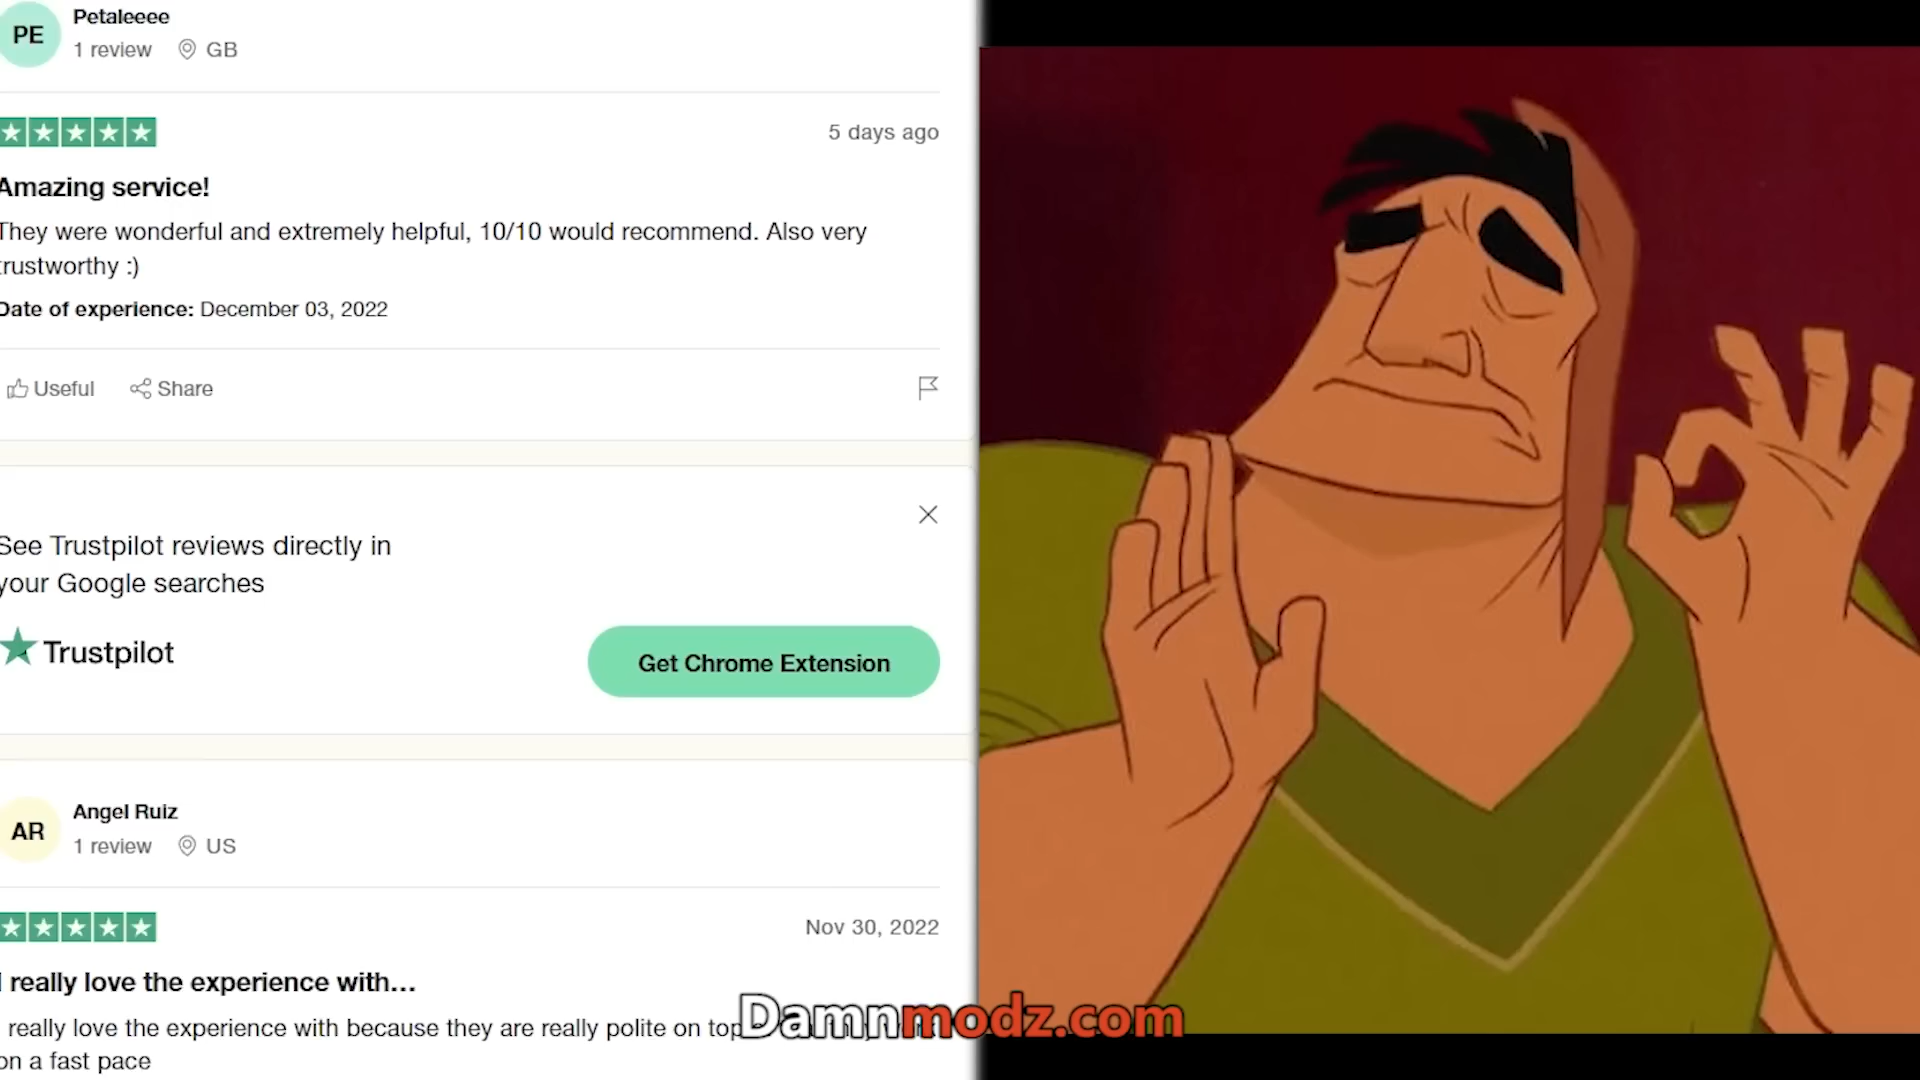 PE
Petaleeee
1 review GB
5 days ago
Amazing service!
They were wonderful and extremely helpful, 10/10 would recommend. Also very
trustworthy :)
Date of experience: December 03, 2022
Useful Share
See Trustpilot reviews directly in
your Google searches
Trustpilot
Get Chrome Extension
AR
Angel Ruiz
1 review US
Nov 30, 2022
I really love the experience with...
really love the experience with because they are really polite on top
on a fast pace
Damnmodz.com